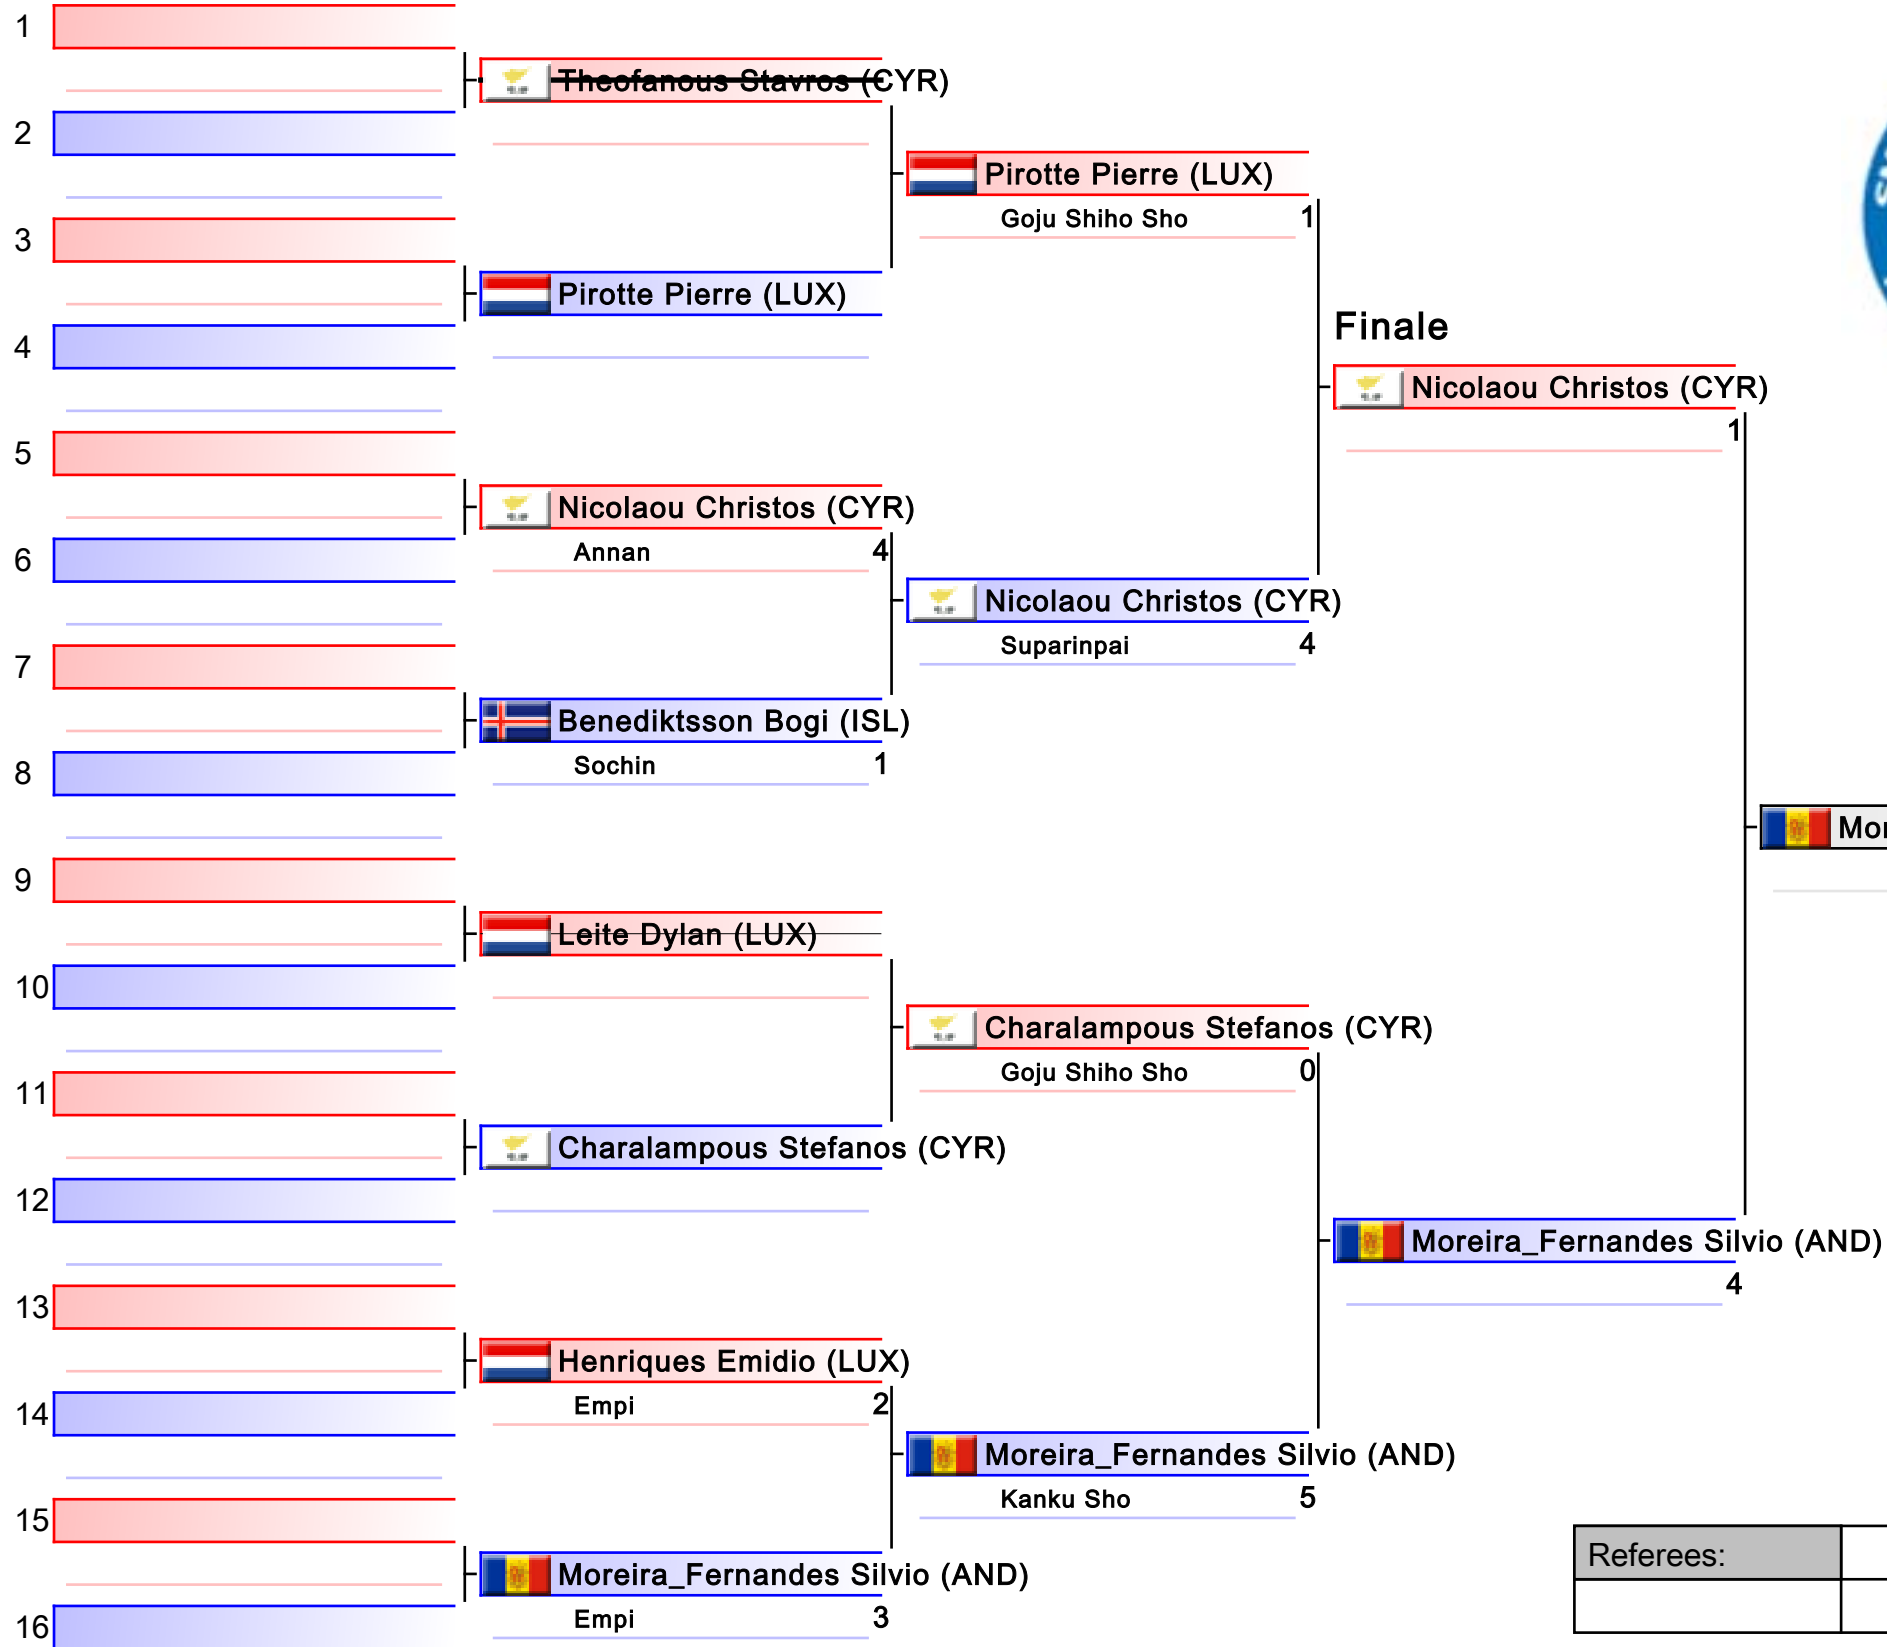 1
Theofanous Stavros (CYR)
2
Pirotte Pierre (LUX)
Goju Shiho Sho 1
3
Pirotte Pierre (LUX)
4
Finale
Nicolaou Christos (CYR)
1
5
Nicolaou Christos (CYR)
Annan 4
6
Nicolaou Christos (CYR)
Suparinpai 4
7
Benediktsson Bogi (ISL)
Sochin 1
8
9
Leite Dylan (LUX)
10
Charalampous Stefanos (CYR)
Goju Shiho Sho 0
11
Charalampous Stefanos (CYR)
12
Moreira_Fernandes Silvio (AND)
4
13
Henriques Emidio (LUX)
Empi 2
14
Moreira_Fernandes Silvio (AND)
Kanku Sho 5
15
Moreira_Fernandes Silvio (AND)
Empi 3
16
Referees: